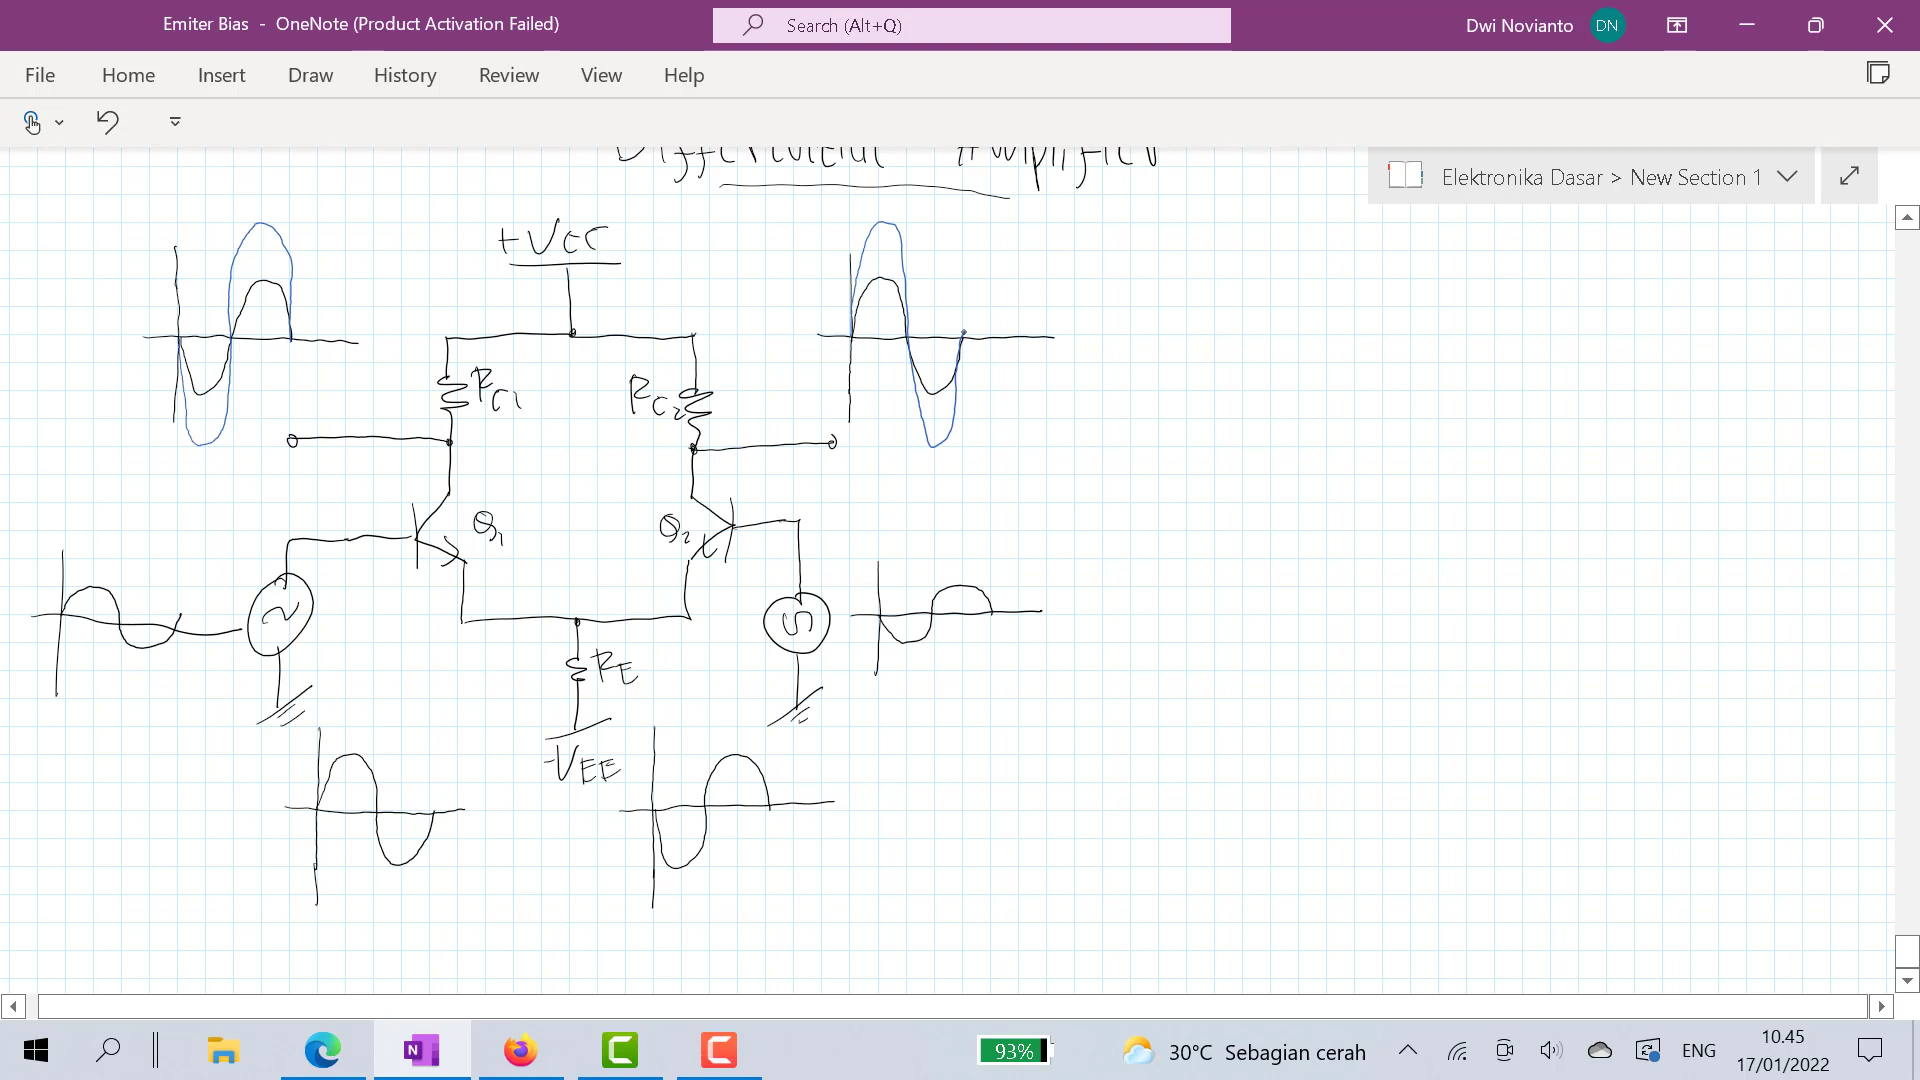 Emiter Bias - OneNote (Product Activation Failed)
Search (Alt+Q)
Dwi Novianto DN
File Home Insert Draw History Review View Help
Differential Amplifier
Elektronika Dasar > New Section 1
+VCC
RC1
RC2
Q1
Q2
RE
-VEE
93%
30°C Sebagian cerah
ENG
10.45
17/01/2022